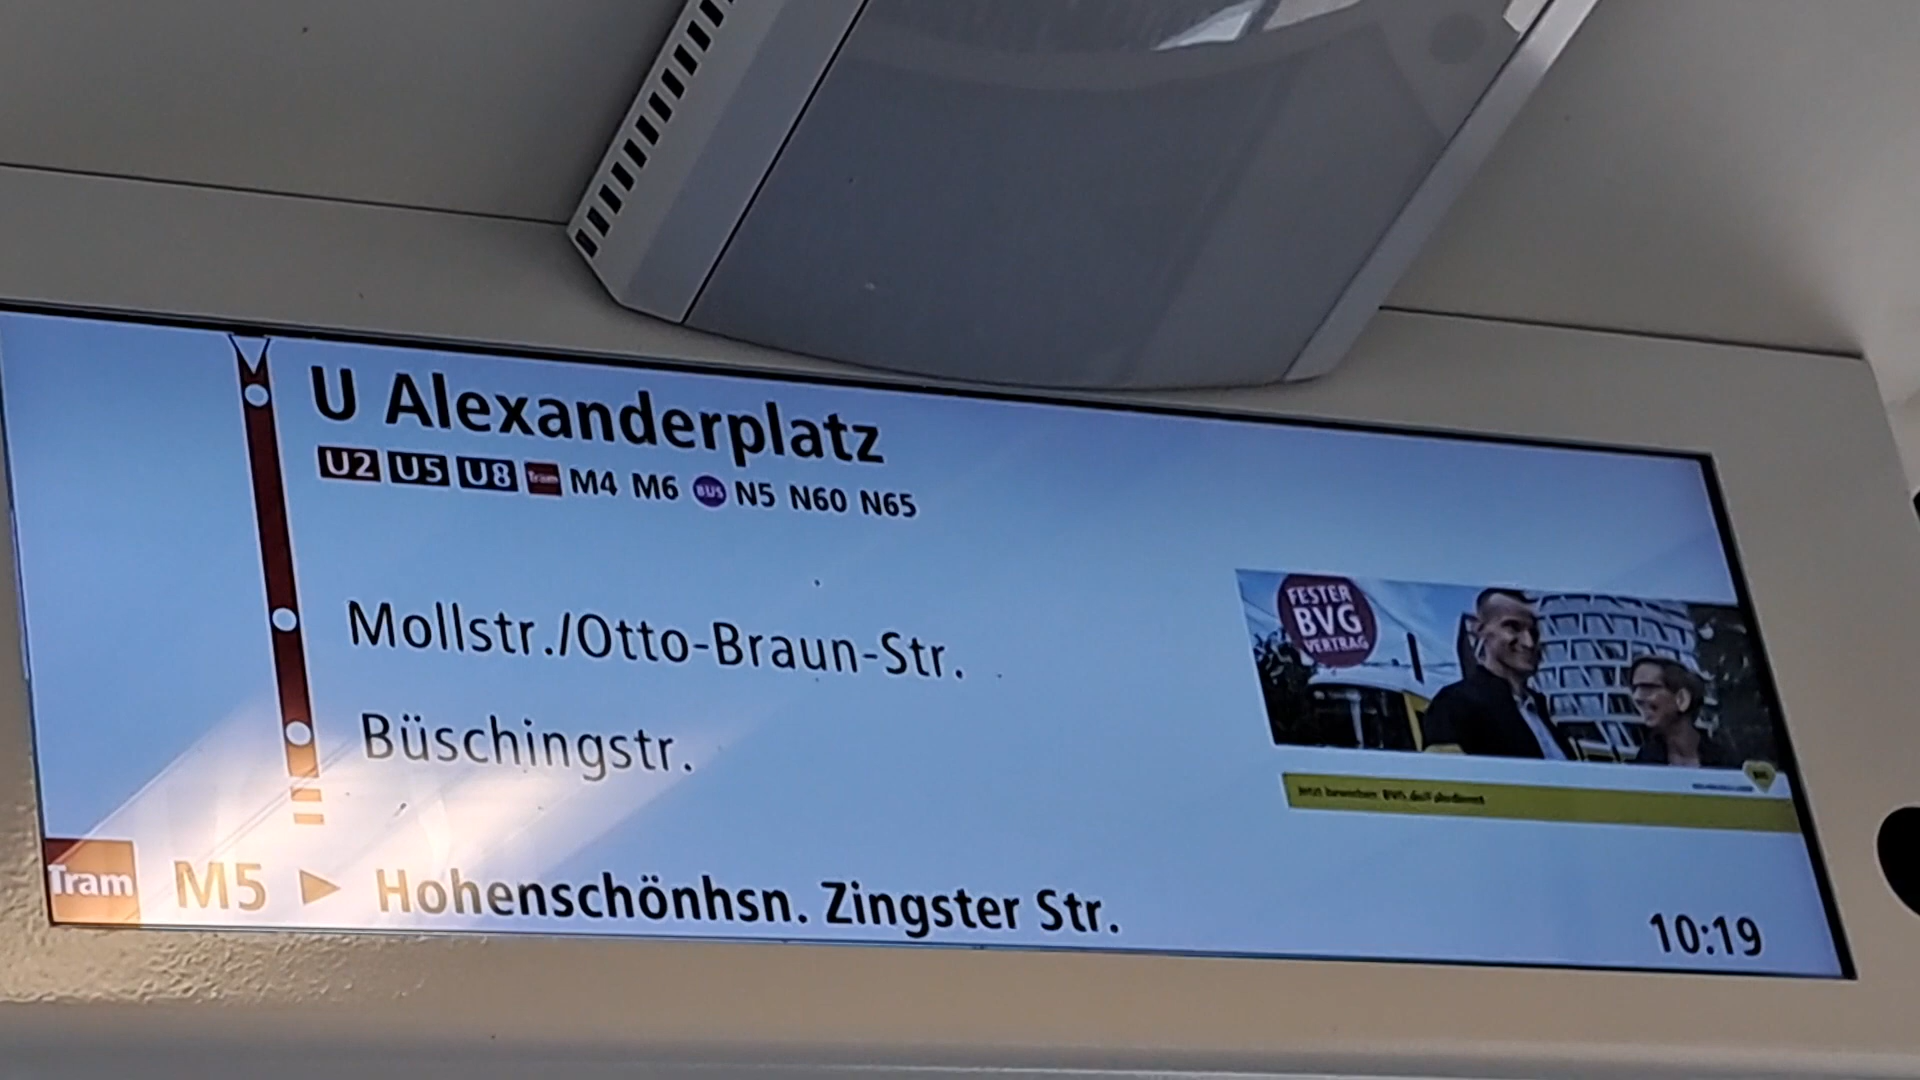 U Alexanderplatz
U2 U5 U8 Tram M4 M6 BUS N5 N60 N65
Mollstr./Otto-Braun-Str.
Büschingstr.
FESTER
BVG
VERTRAG
Tram M5 ► Hohenschönhsn. Zingster Str.
10:19